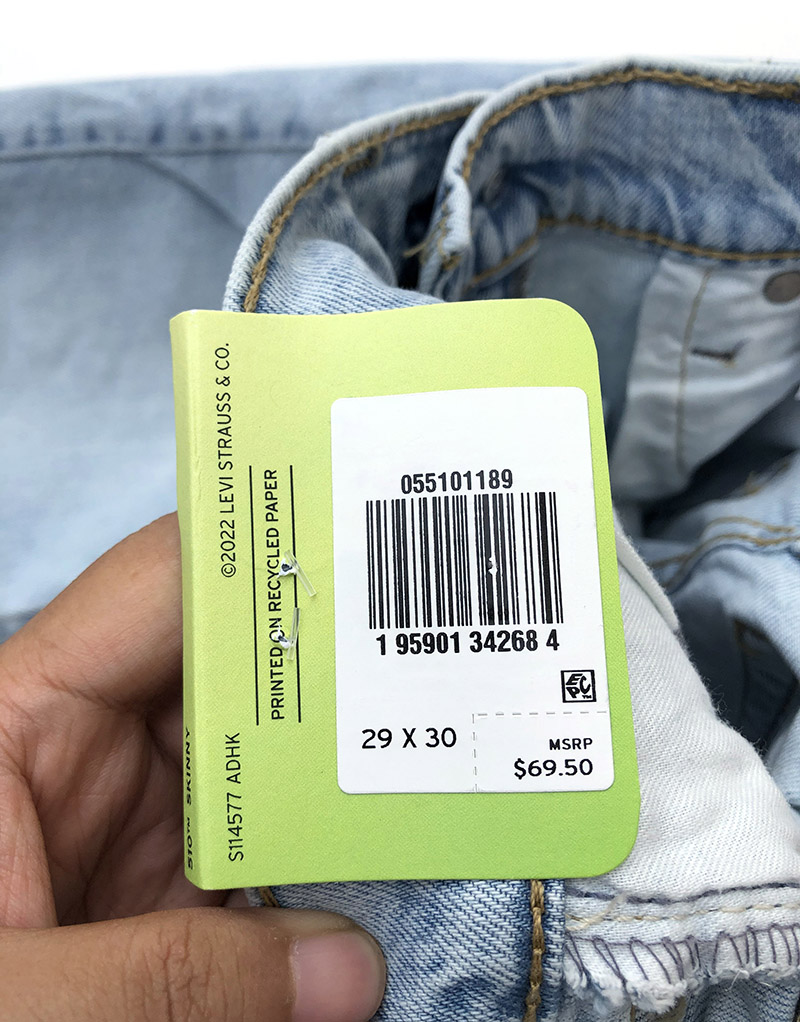 ©2022 LEVI STRAUSS & CO.
PRINTED ON RECYCLED PAPER
S114577 ADHK
510™ SKINNY
055101189
1 95901 34268 4
EPC™
29 X 30
MSRP
$69.50